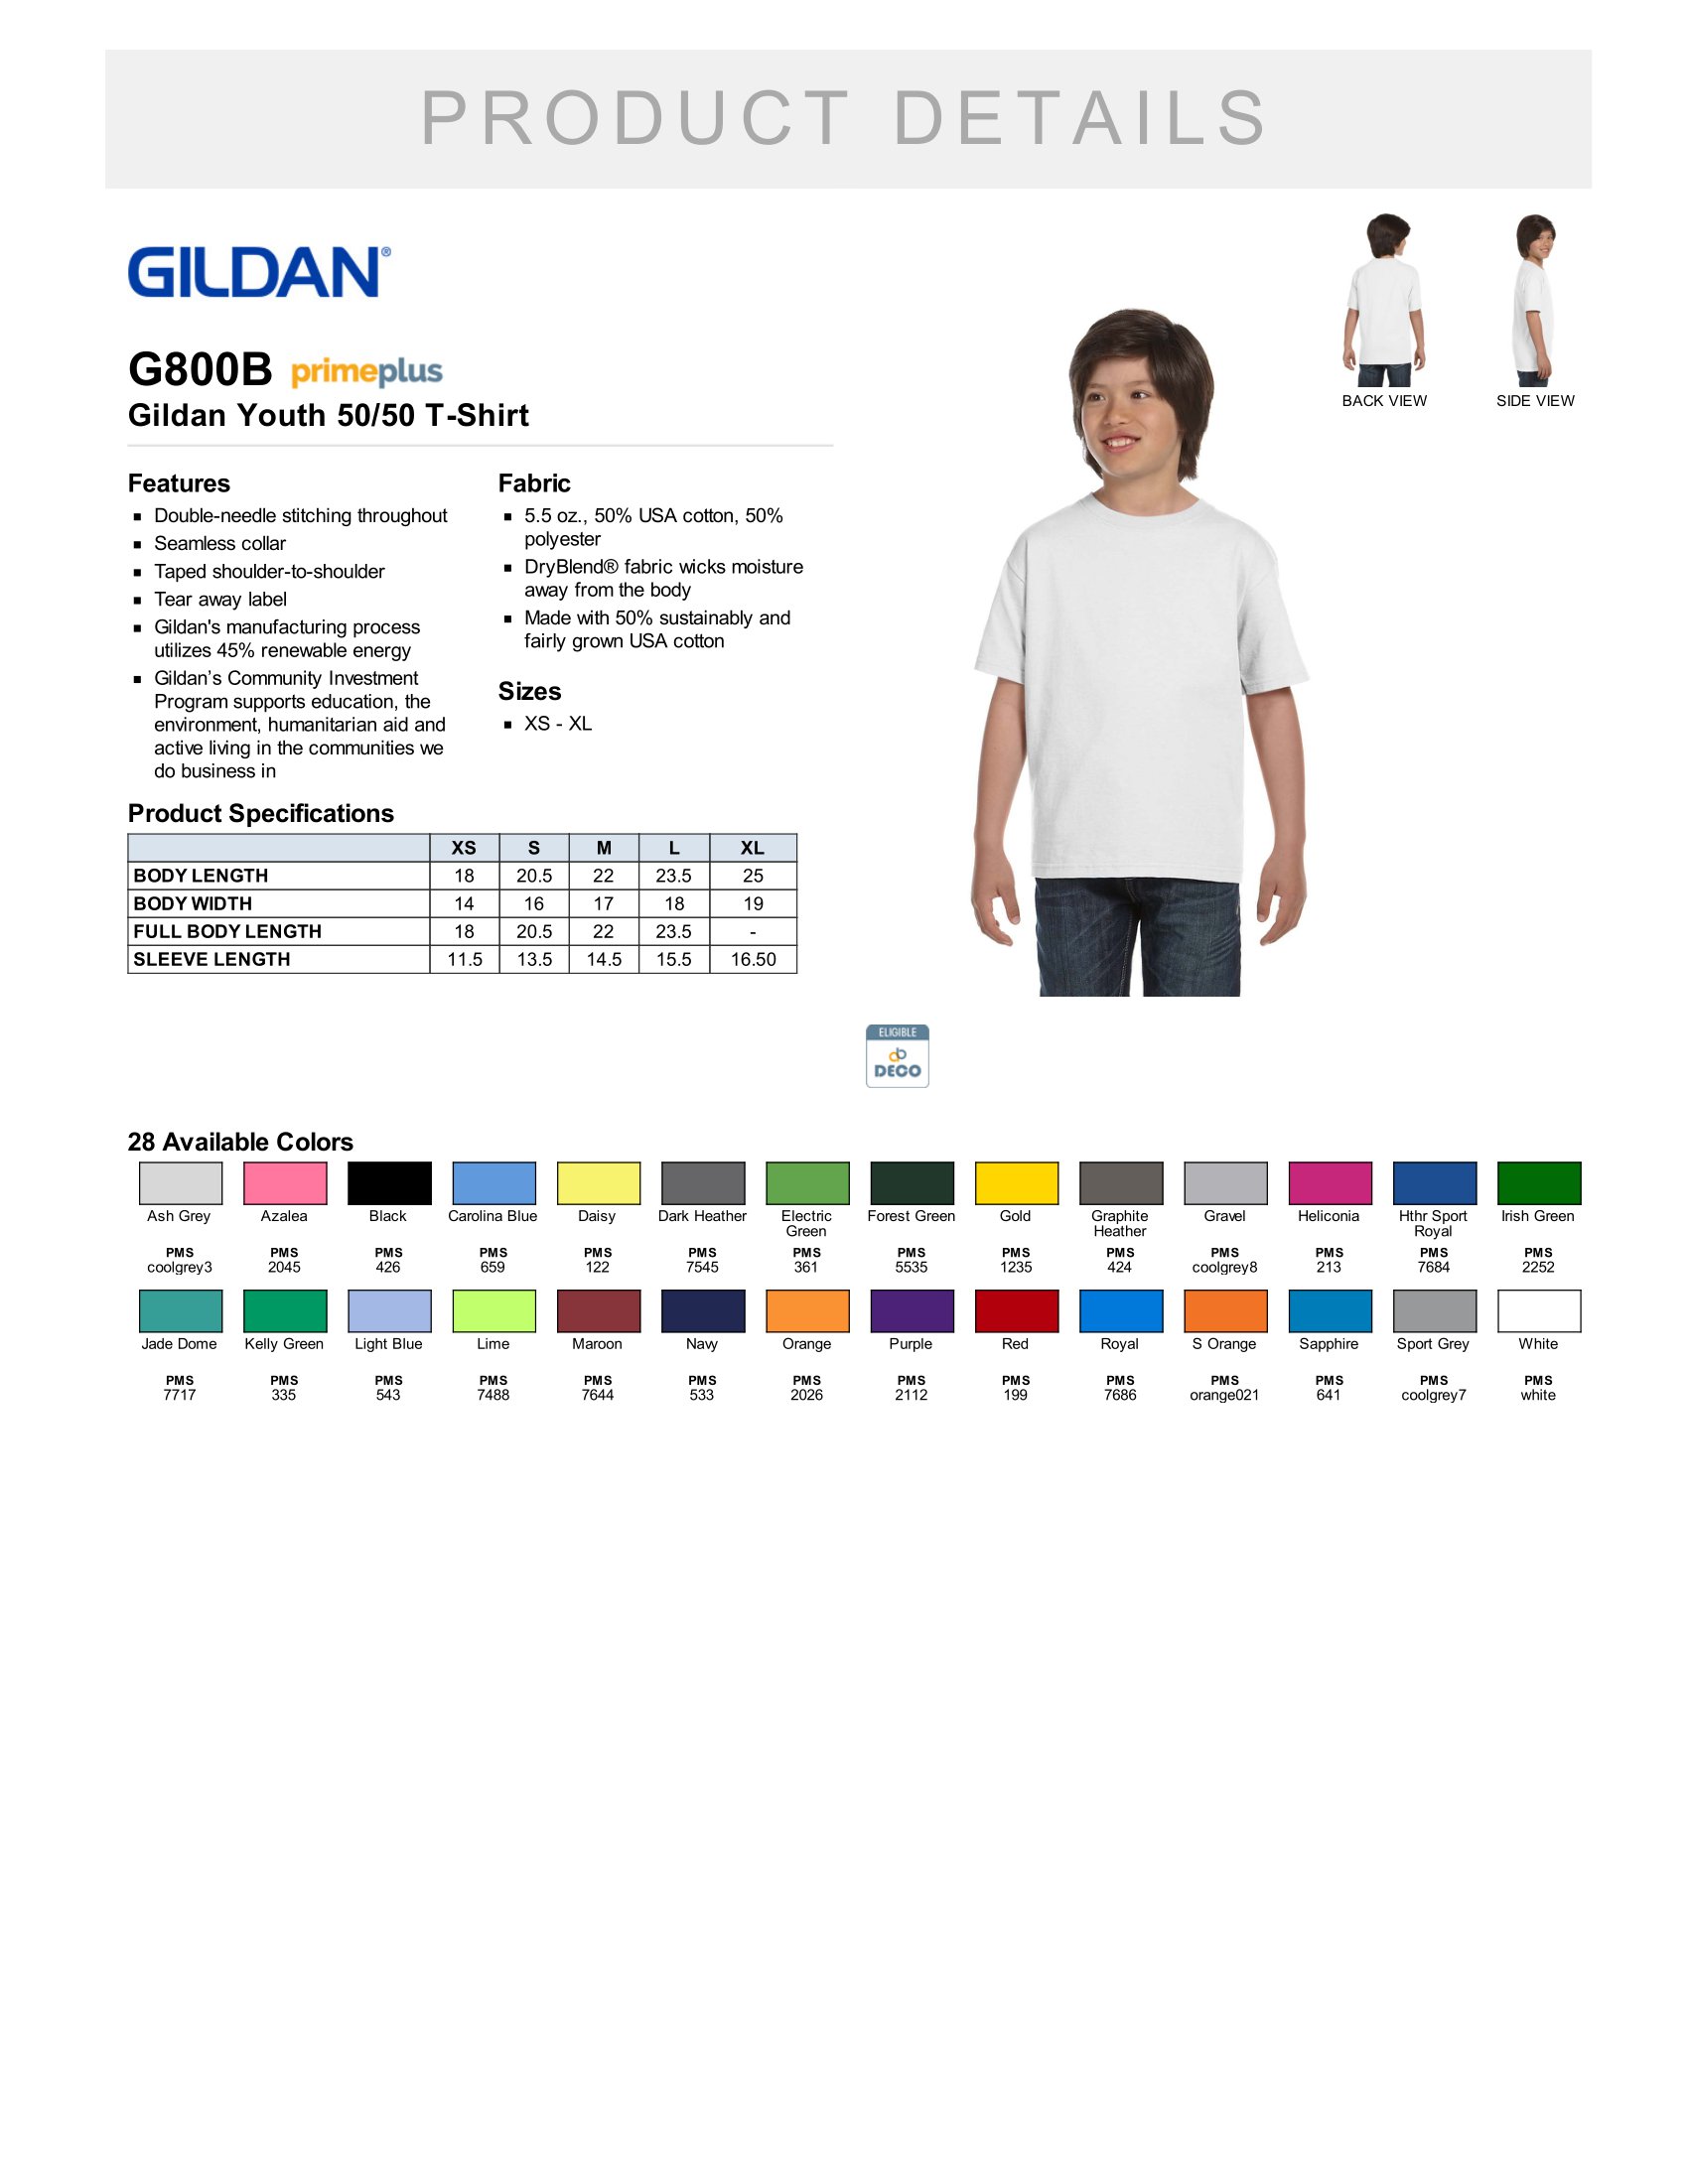 PRODUCT DETAILS
GILDAN®
G800B primeplus
Gildan Youth 50/50 T-Shirt
BACK VIEW
SIDE VIEW
Features
Double-needle stitching throughout
Seamless collar
Taped shoulder-to-shoulder
Tear away label
Gildan's manufacturing process
utilizes 45% renewable energy
Gildan’s Community Investment
Program supports education, the
environment, humanitarian aid and
active living in the communities we
do business in
Fabric
5.5 oz., 50% USA cotton, 50%
polyester
DryBlend® fabric wicks moisture
away from the body
Made with 50% sustainably and
fairly grown USA cotton
Sizes
XS - XL
Product Specifications
XS S M L XL
BODY LENGTH 18 20.5 22 23.5 25
BODY WIDTH 14 16 17 18 19
FULL BODY LENGTH 18 20.5 22 23.5 -
SLEEVE LENGTH 11.5 13.5 14.5 15.5 16.50
ELIGIBLE
ab
DECO
28 Available Colors
Ash Grey Azalea Black Carolina Blue Daisy Dark Heather Electric Forest Green Gold Graphite Gravel Heliconia Hthr Sport Irish Green
Green Heather Royal
PMS PMS PMS PMS PMS PMS PMS PMS PMS PMS PMS PMS PMS PMS
coolgrey3 2045 426 659 122 7545 361 5535 1235 424 coolgrey8 213 7684 2252
Jade Dome Kelly Green Light Blue Lime Maroon Navy Orange Purple Red Royal S Orange Sapphire Sport Grey White
PMS PMS PMS PMS PMS PMS PMS PMS PMS PMS PMS PMS PMS PMS
7717 335 543 7488 7644 533 2026 2112 199 7686 orange021 641 coolgrey7 white